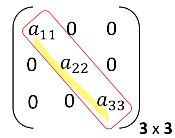 a₁₁ 0 0
0 a₂₂ 0
0 0 a₃₃
3 x 3